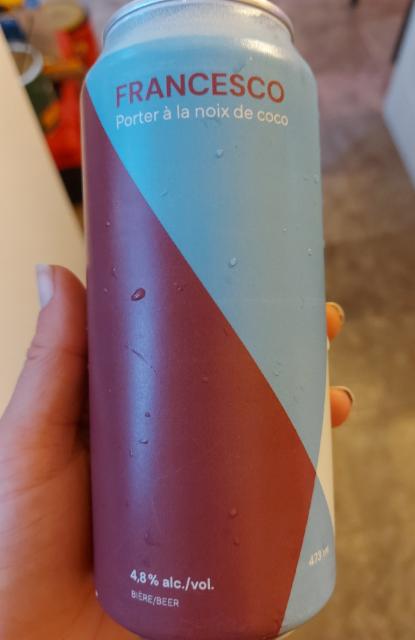 FRANCESCO
Porter à la noix de coco
4,8% alc./vol.
BIÈRE/BEER
473 ml